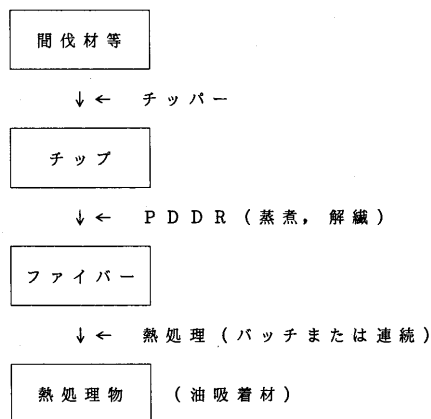 間伐材等
↓← チッパー
チップ
↓← PDDR(蒸煮,解繊)
ファイバー
↓← 熱処理(バッチまたは連続)
熱処理物 (油吸着材)